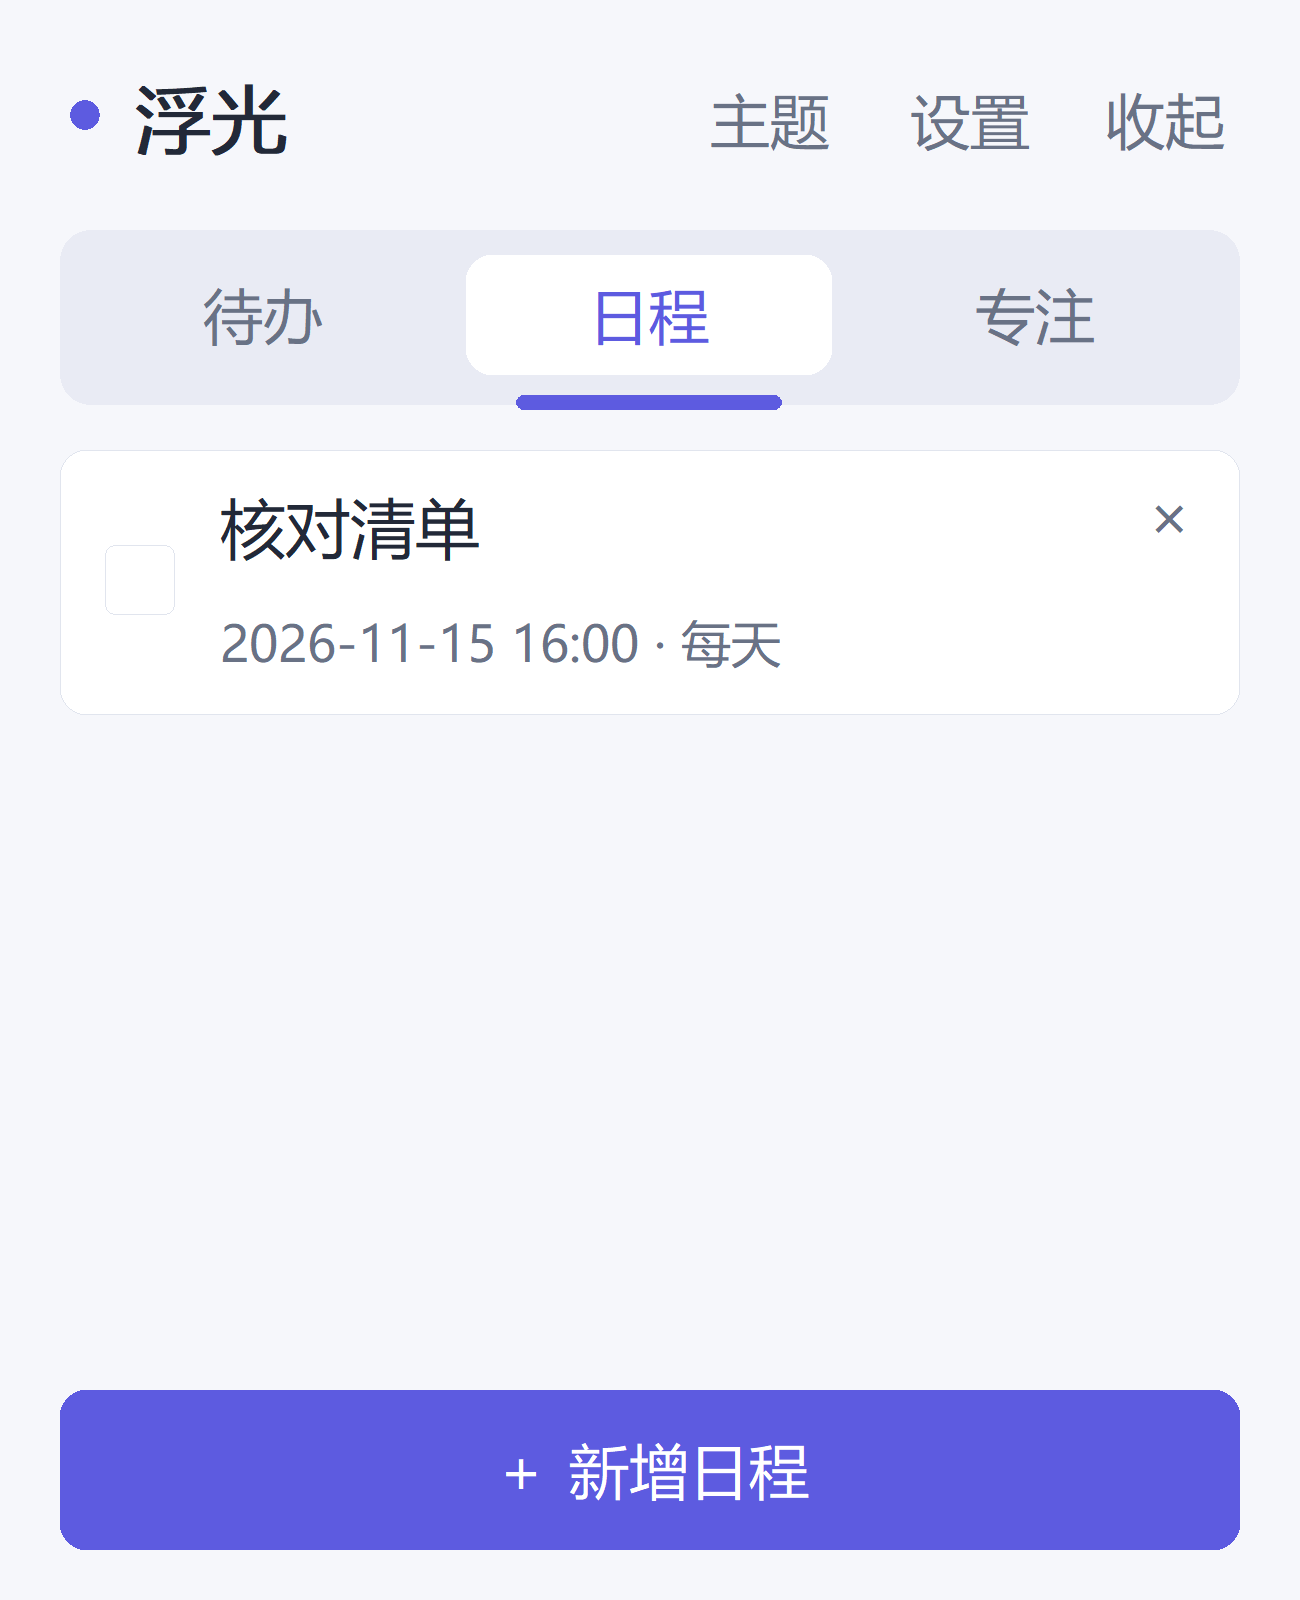 浮光 主题 设置 收起
待办 日程 专注
核对清单 ×
2026-11-15 16:00 · 每天
+ 新增日程